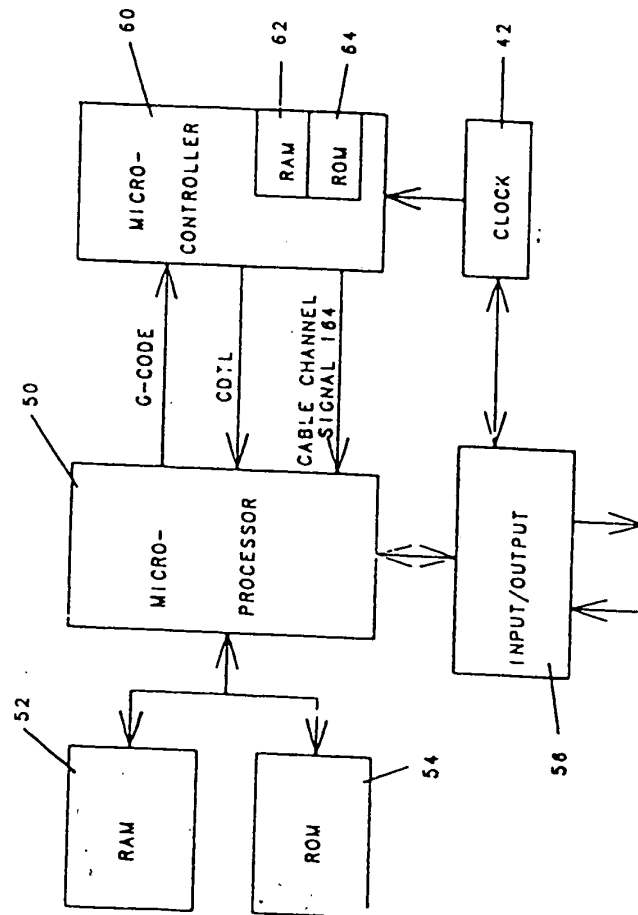 60
MICRO-
CONTROLLER
62
RAM
64
ROM
42
CLOCK
G-CODE
CDTL
CABLE CHANNEL
SIGNAL 164
50
MICRO-
PROCESSOR
INPUT/OUTPUT
56
52
RAM
54
ROM